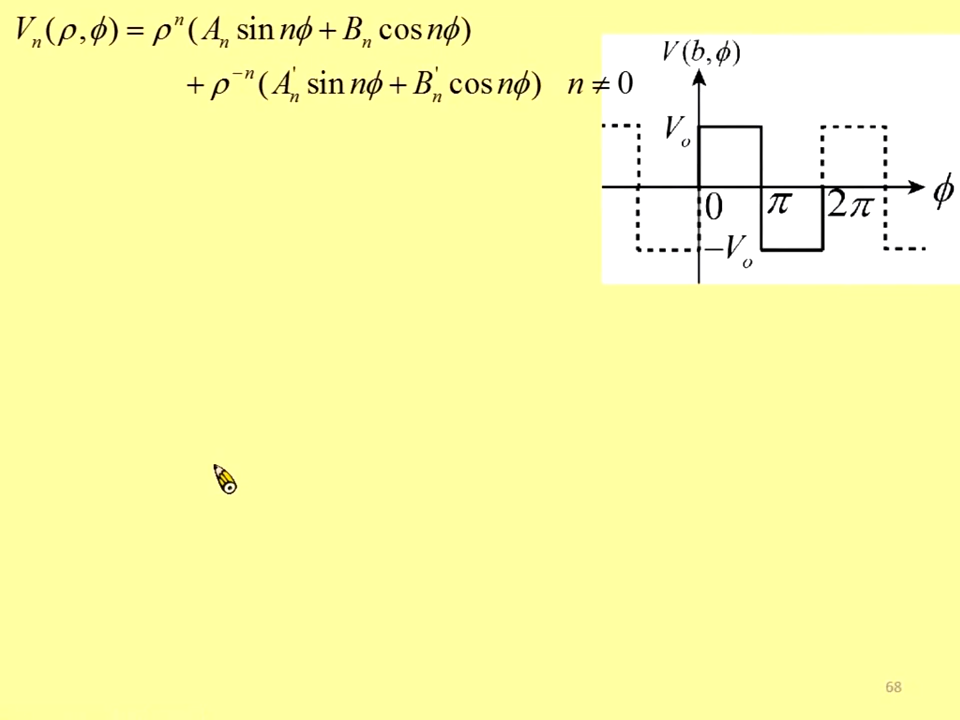 Vₙ(ρ,ϕ) = ρⁿ(Aₙ sin nϕ + Bₙ cos nϕ)
+ ρ⁻ⁿ(A'ₙ sin nϕ + B'ₙ cos nϕ) n ≠ 0
V(b,ϕ)
Vₒ
0 π 2π ϕ
−Vₒ
68